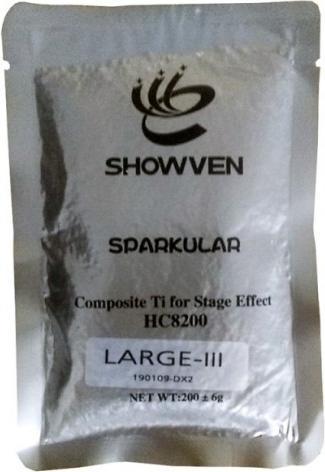 SHOWVEN
SPARKULAR
Composite Ti for Stage Effect
HC8200
LARGE-III
190109-DX2
NET WT:200 ± 6g